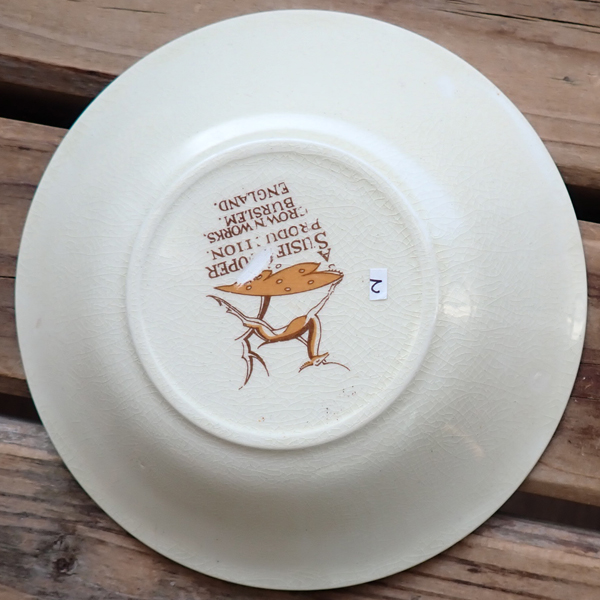 A SUSIE COOPER
PRODUCTION.
CROWN WORKS.
BURSLEM.
ENGLAND.
2